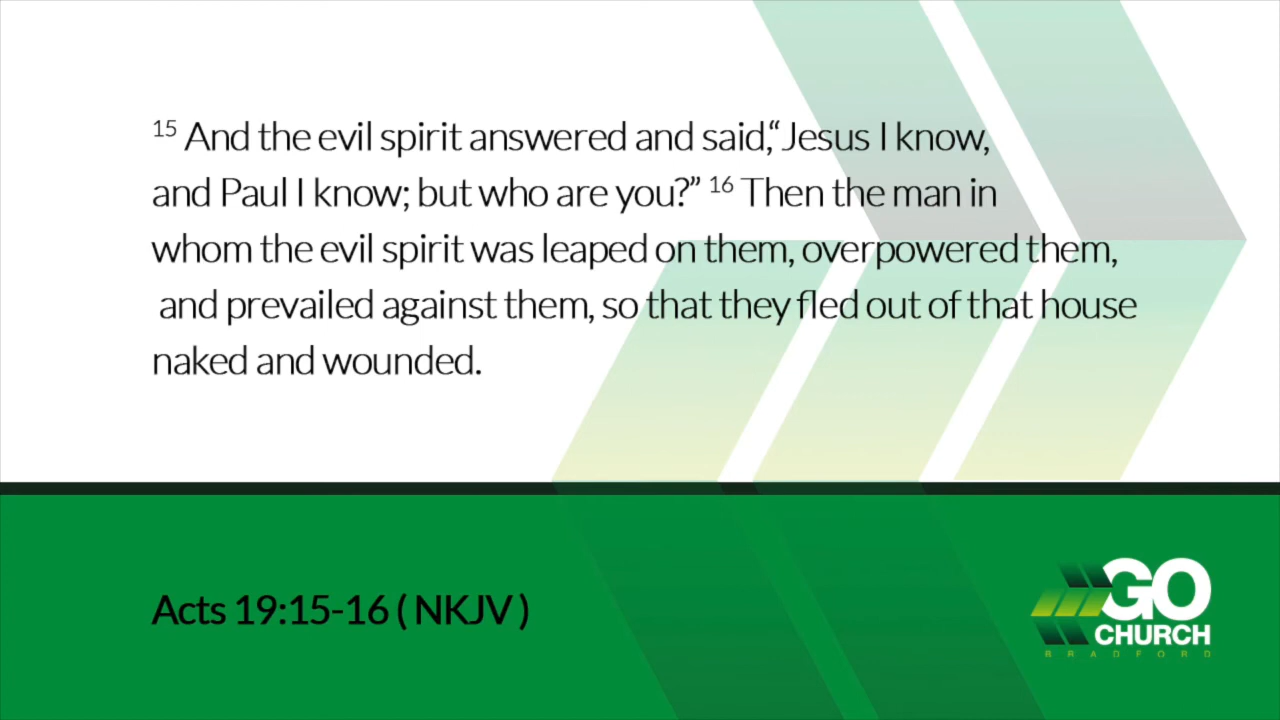 15 And the evil spirit answered and said,“Jesus I know,
and Paul I know; but who are you?” 16 Then the man in
whom the evil spirit was leaped on them, overpowered them,
and prevailed against them, so that they fled out of that house
naked and wounded.
Acts 19:15-16 ( NKJV )
GO
CHURCH
BRADFORD